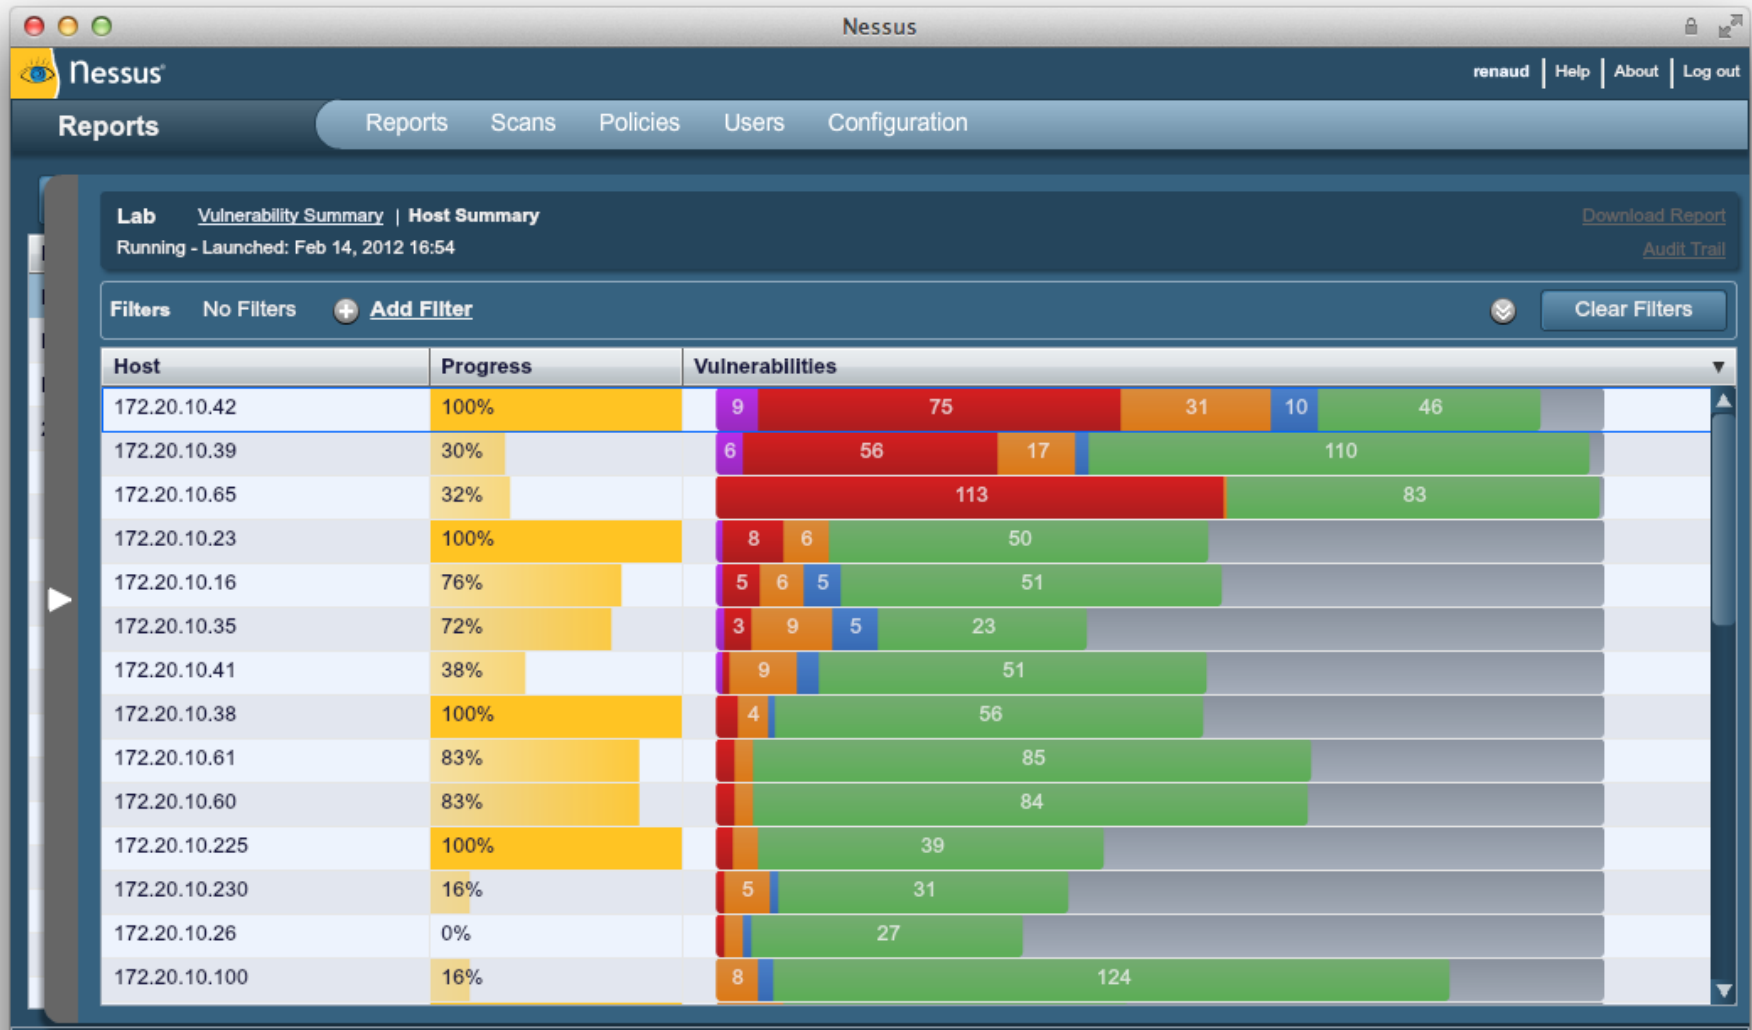 Nessus
Nessus
renaud | Help | About | Log out
Reports
Reports Scans Policies Users Configuration
Lab Vulnerability Summary | Host Summary
Download Report
Running - Launched: Feb 14, 2012 16:54
Audit Trail
Filters No Filters Add Filter Clear Filters
Host Progress Vulnerabilities
172.20.10.42 100% 9 75 31 10 46
172.20.10.39 30% 6 56 17 110
172.20.10.65 32% 113 83
172.20.10.23 100% 8 6 50
172.20.10.16 76% 5 6 5 51
172.20.10.35 72% 3 9 5 23
172.20.10.41 38% 9 51
172.20.10.38 100% 4 56
172.20.10.61 83% 85
172.20.10.60 83% 84
172.20.10.225 100% 39
172.20.10.230 16% 5 31
172.20.10.26 0% 27
172.20.10.100 16% 8 124